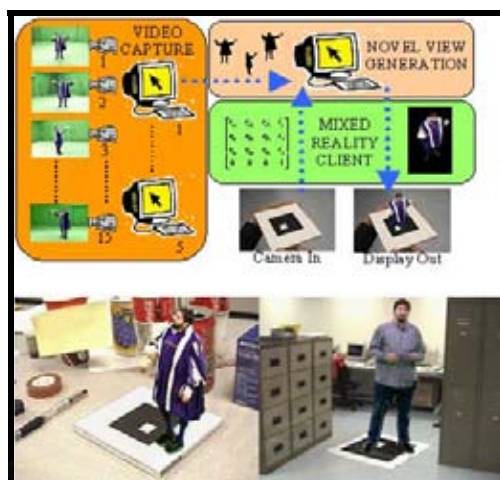 VIDEO
CAPTURE
1
2
3
15
1
5
NOVEL VIEW
GENERATION
MIXED
REALITY
CLIENT
Camera In
Display Out